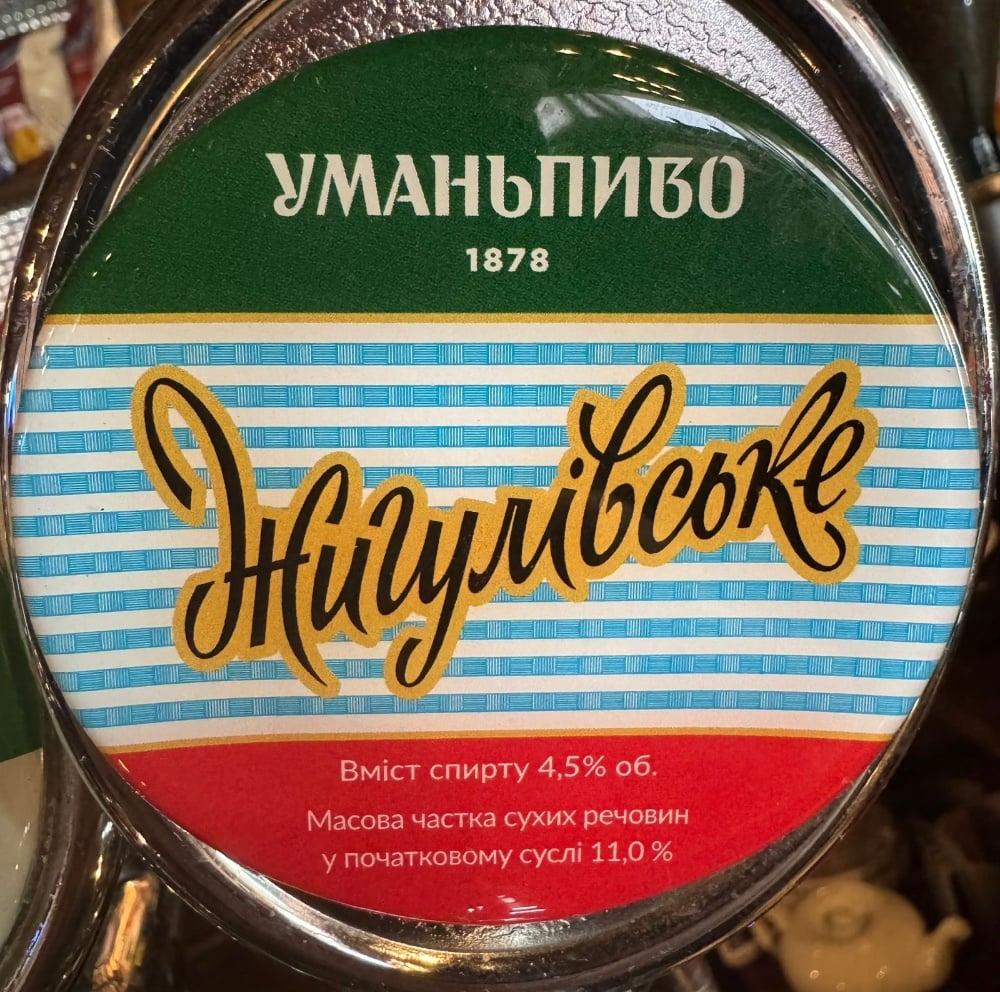 УМАНЬПИВО
1878
Жигулівське
Вміст спирту 4,5% об.
Масова частка сухих речовин
у початковому суслі 11,0 %